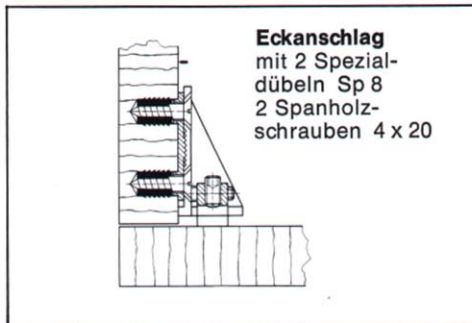 Eckanschlag
mit 2 Spezial-
dübeln Sp 8
2 Spanholz-
schrauben 4 x 20